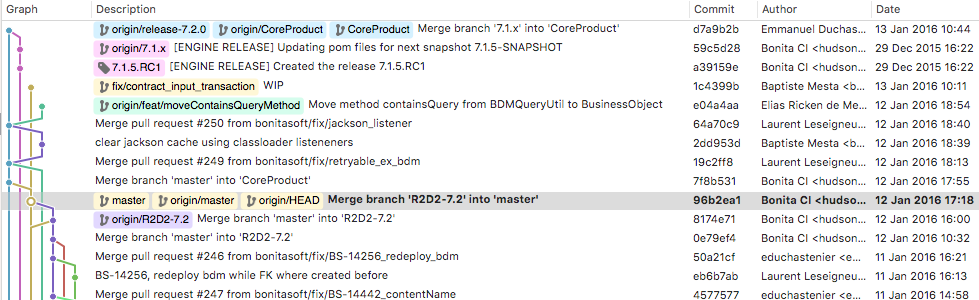 Graph Description Commit Author Date
origin/release-7.2.0 origin/CoreProduct CoreProduct Merge branch '7.1.x' into 'CoreProduct' d7a9b2b Emmanuel Duchas... 13 Jan 2016 10:44
origin/7.1.x [ENGINE RELEASE] Updating pom files for next snapshot 7.1.5-SNAPSHOT 59c5d28 Bonita CI <hudson... 29 Dec 2015 16:22
7.1.5.RC1 [ENGINE RELEASE] Created the release 7.1.5.RC1 a39159e Bonita CI <hudson... 29 Dec 2015 16:22
fix/contract_input_transaction WIP 1c4399b Baptiste Mesta <b... 13 Jan 2016 10:11
origin/feat/moveContainsQueryMethod Move method containsQuery from BDMQueryUtil to BusinessObject e04a4aa Elias Ricken de Me... 12 Jan 2016 18:56
Merge pull request #250 from bonitasoft/fix/jackson_listener 64a70c9 Laurent Leseigneu... 12 Jan 2016 18:40
clear jackson cache using classloader listeneners 2dd953d Baptiste Mesta <b... 12 Jan 2016 18:39
Merge pull request #249 from bonitasoft/fix/retryable_ex_bdm 19c2ff8 Laurent Leseigneu... 12 Jan 2016 18:13
Merge branch 'master' into 'CoreProduct' 7f8b531 Bonita CI <hudson... 12 Jan 2016 17:55
master origin/master origin/HEAD Merge branch 'R2D2-7.2' into 'master' 96b2ea1 Bonita CI <hudso... 12 Jan 2016 17:18
origin/R2D2-7.2 Merge branch 'master' into 'R2D2-7.2' 8174e71 Bonita CI <hudson... 12 Jan 2016 16:00
Merge branch 'master' into 'R2D2-7.2' 0e79ef4 Bonita CI <hudson... 12 Jan 2016 10:32
Merge pull request #246 from bonitasoft/fix/BS-14256_redeploy_bdm 50a21cf educhastenier <e... 11 Jan 2016 16:21
BS-14256, redeploy bdm while FK where created before eb6b7ab Laurent Leseigneu... 11 Jan 2016 16:13
Merge pull request #247 from bonitasoft/fix/BS-14442_contentName 4577577 educhastenier <e... 11 Jan 2016 14:58